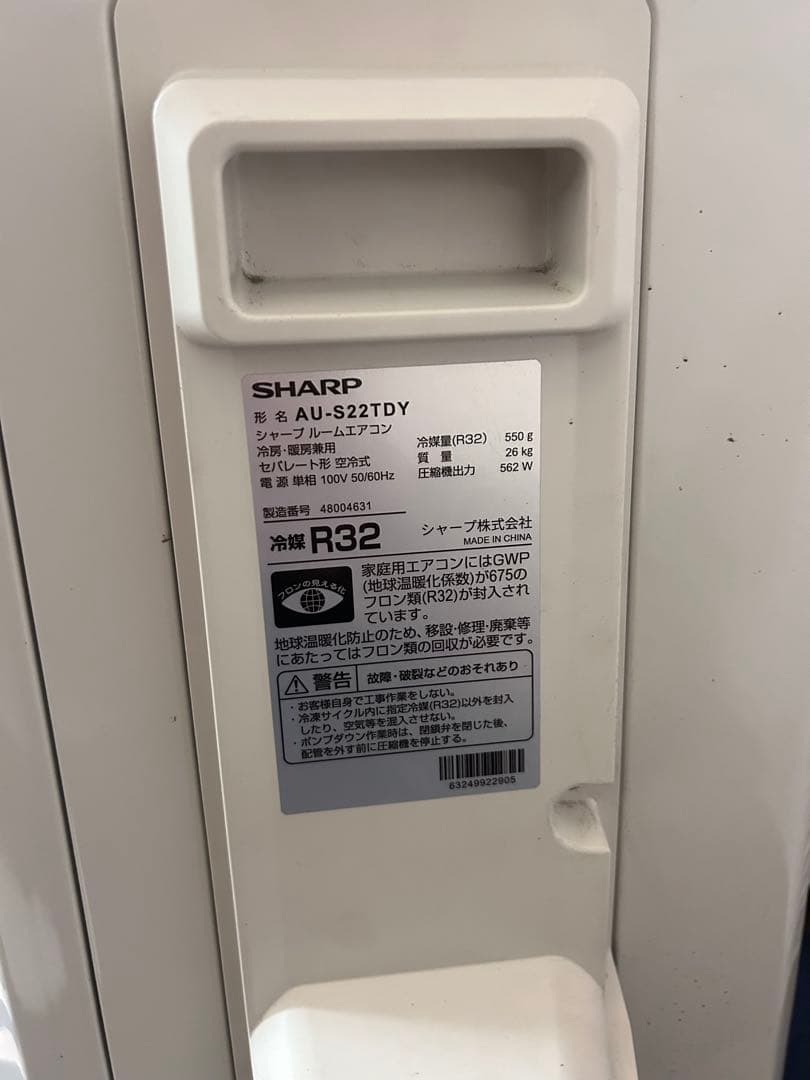 SHARP
形 名 AU-S22TDY
シャープ ルームエアコン
冷房・暖房兼用
セパレート形 空冷式
電 源 単相 100V 50/60Hz
冷媒量(R32) 550 g
質 量 26 kg
圧縮機出力 562 W
製造番号 48004631
シャープ株式会社
MADE IN CHINA
冷媒 R32
フロンの見える化
家庭用エアコンにはGWP
(地球温暖化係数)が675の
フロン類(R32)が封入され
ています。
地球温暖化防止のため、移設・修理・廃棄等
にあたってはフロン類の回収が必要です。
警告 故障・破裂などのおそれあり
・お客様自身で工事作業をしない。
・冷凍サイクル内に指定冷媒(R32)以外を封入
したり、空気等を混入させない。
・ポンプダウン作業時は、閉鎖弁を閉じた後、
配管を外す前に圧縮機を停止する。
63249922905